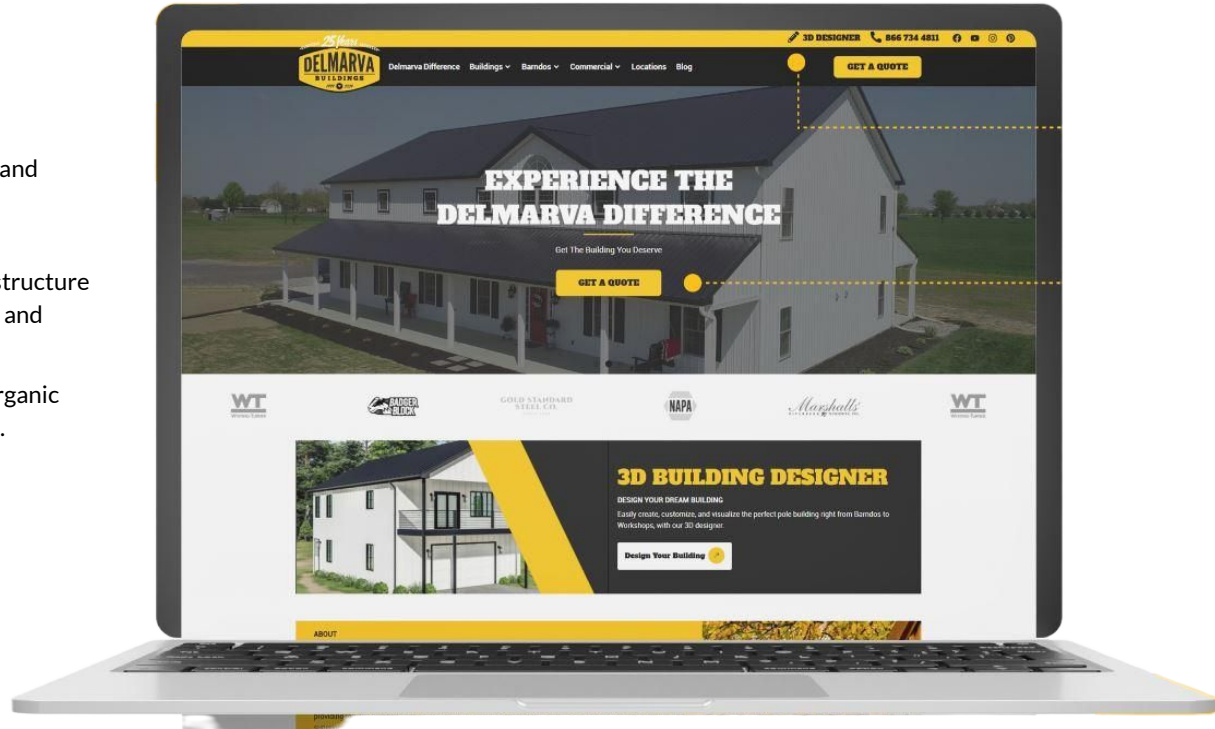 and
structure
and
rganic
.
3D DESIGNER 866 734 4811
25 Years
DELMARVA
BUILDINGS
Delmarva Difference Buildings Barndos Commercial Locations Blog
GET A QUOTE
EXPERIENCE THE
DELMARVA DIFFERENCE
Get The Building You Deserve
GET A QUOTE
WT
BADGER
BLOCK
GOLD STANDARD
STEEL CO.
NAPA
Marshalls
WT
3D BUILDING DESIGNER
DESIGN YOUR DREAM BUILDING
Easily create, customize, and visualize the perfect pole building right from Barndos to
Workshops, with our 3D designer.
Design Your Building
ABOUT
providing